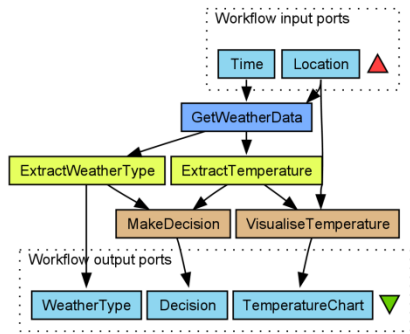 Workflow input ports
Time
Location
GetWeatherData
ExtractWeatherType
ExtractTemperature
MakeDecision
VisualiseTemperature
Workflow output ports
WeatherType
Decision
TemperatureChart